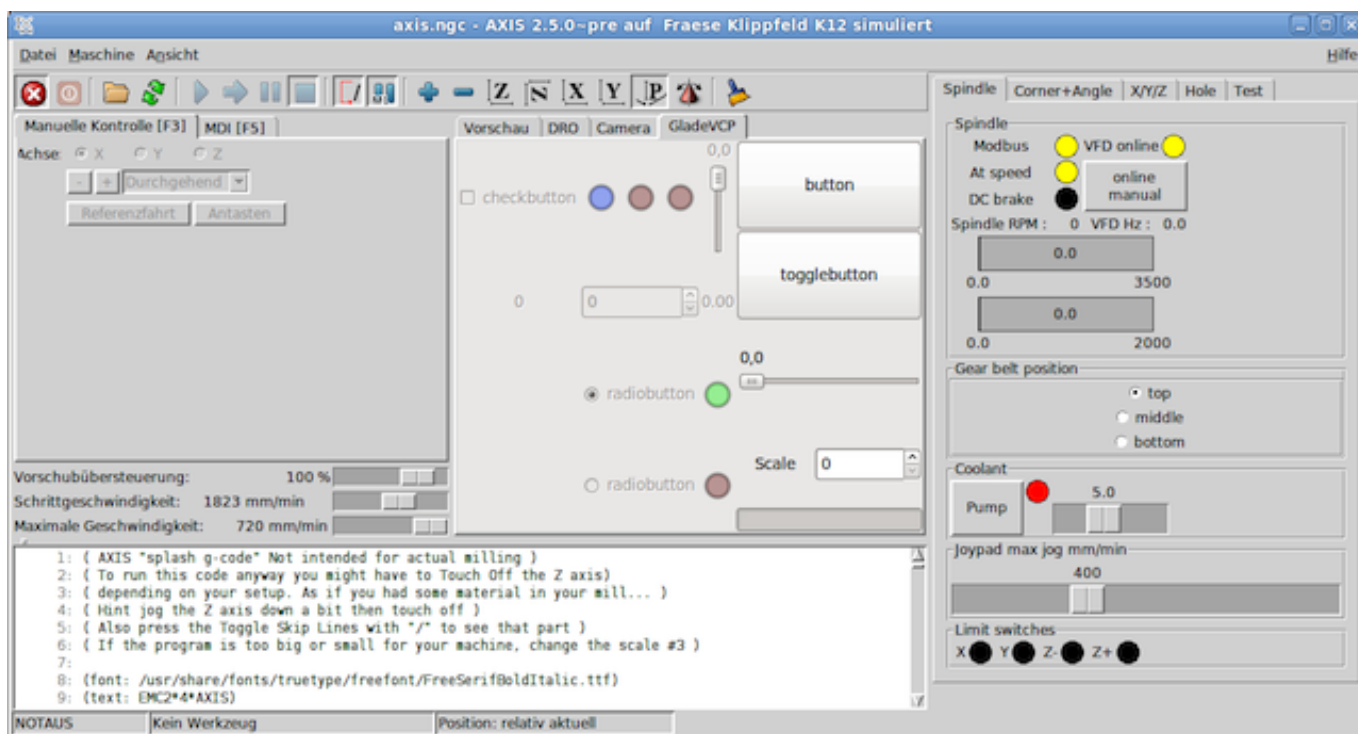 axis.ngc - AXIS 2.5.0~pre auf Fraese Klippfeld K12 simuliert
Datei Maschine Ansicht Hilfe
Z N X Y P
Manuelle Kontrolle [F3] MDI [F5]
Achse: X Y Z
- + Durchgehend
Referenzfahrt Antasten
Vorschubübersteuerung: 100 %
Schrittgeschwindigkeit: 1823 mm/min
Maximale Geschwindigkeit: 720 mm/min
Vorschau DRO Camera GladeVCP
0,0
checkbutton
button
togglebutton
0 0 0.00
0,0
radiobutton
Scale 0
radiobutton
Spindle Corner+Angle X/Y/Z Hole Test
Spindle
Modbus VFD online
At speed
online
manual
DC brake
Spindle RPM : 0 VFD Hz : 0.0
0.0
0.0 3500
0.0
0.0 2000
Gear belt position
top
middle
bottom
Coolant
Pump
5.0
Joypad max jog mm/min
400
Limit switches
X Y Z- Z+
1: ( AXIS "splash g-code" Not intended for actual milling )
2: ( To run this code anyway you might have to Touch Off the Z axis)
3: ( depending on your setup. As if you had some material in your mill... )
4: ( Hint jog the Z axis down a bit then touch off )
5: ( Also press the Toggle Skip Lines with "/" to see that part )
6: ( If the program is too big or small for your machine, change the scale #3 )
7:
8: (font: /usr/share/fonts/truetype/freefont/FreeSerifBoldItalic.ttf)
9: (text: EMC2*4*AXIS)
NOTAUS Kein Werkzeug Position: relativ aktuell